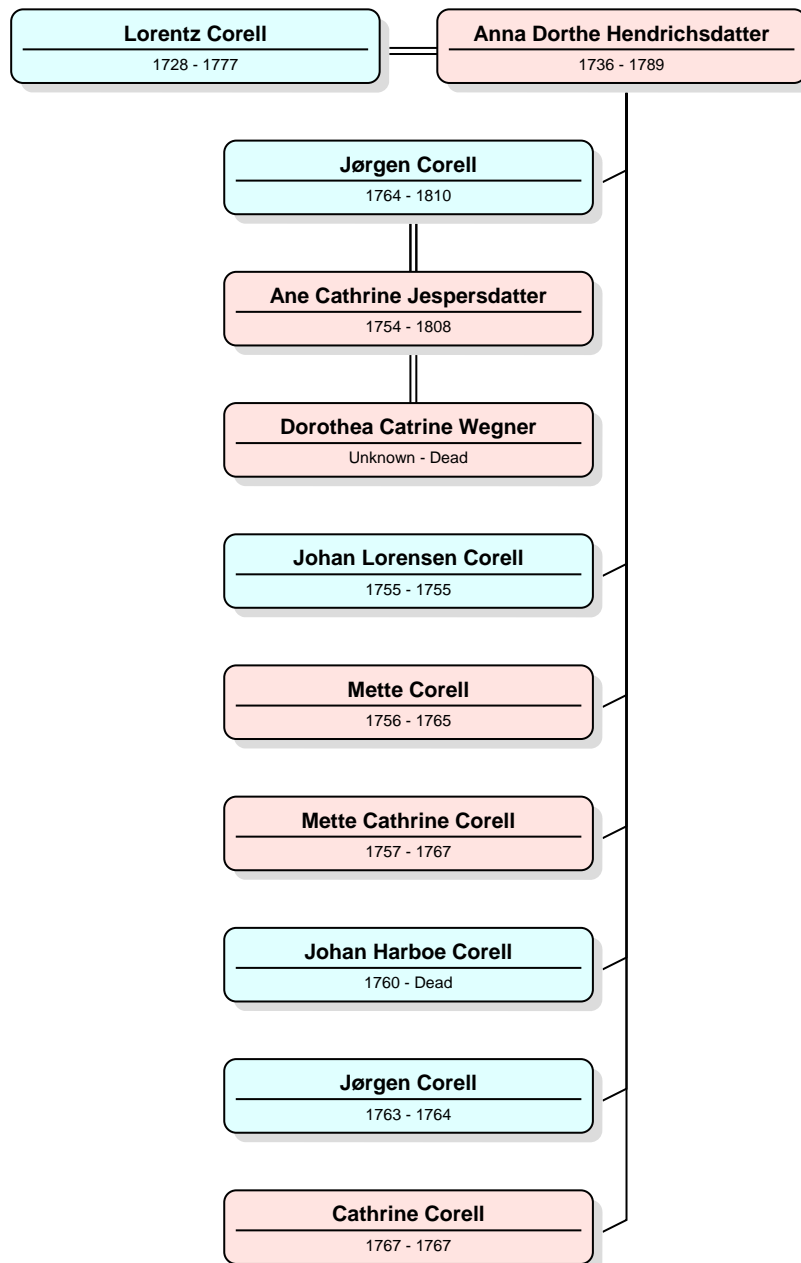 Lorentz Corell
1728 - 1777
Anna Dorthe Hendrichsdatter
1736 - 1789
Jørgen Corell
1764 - 1810
Ane Cathrine Jespersdatter
1754 - 1808
Dorothea Catrine Wegner
Unknown - Dead
Johan Lorensen Corell
1755 - 1755
Mette Corell
1756 - 1765
Mette Cathrine Corell
1757 - 1767
Johan Harboe Corell
1760 - Dead
Jørgen Corell
1763 - 1764
Cathrine Corell
1767 - 1767